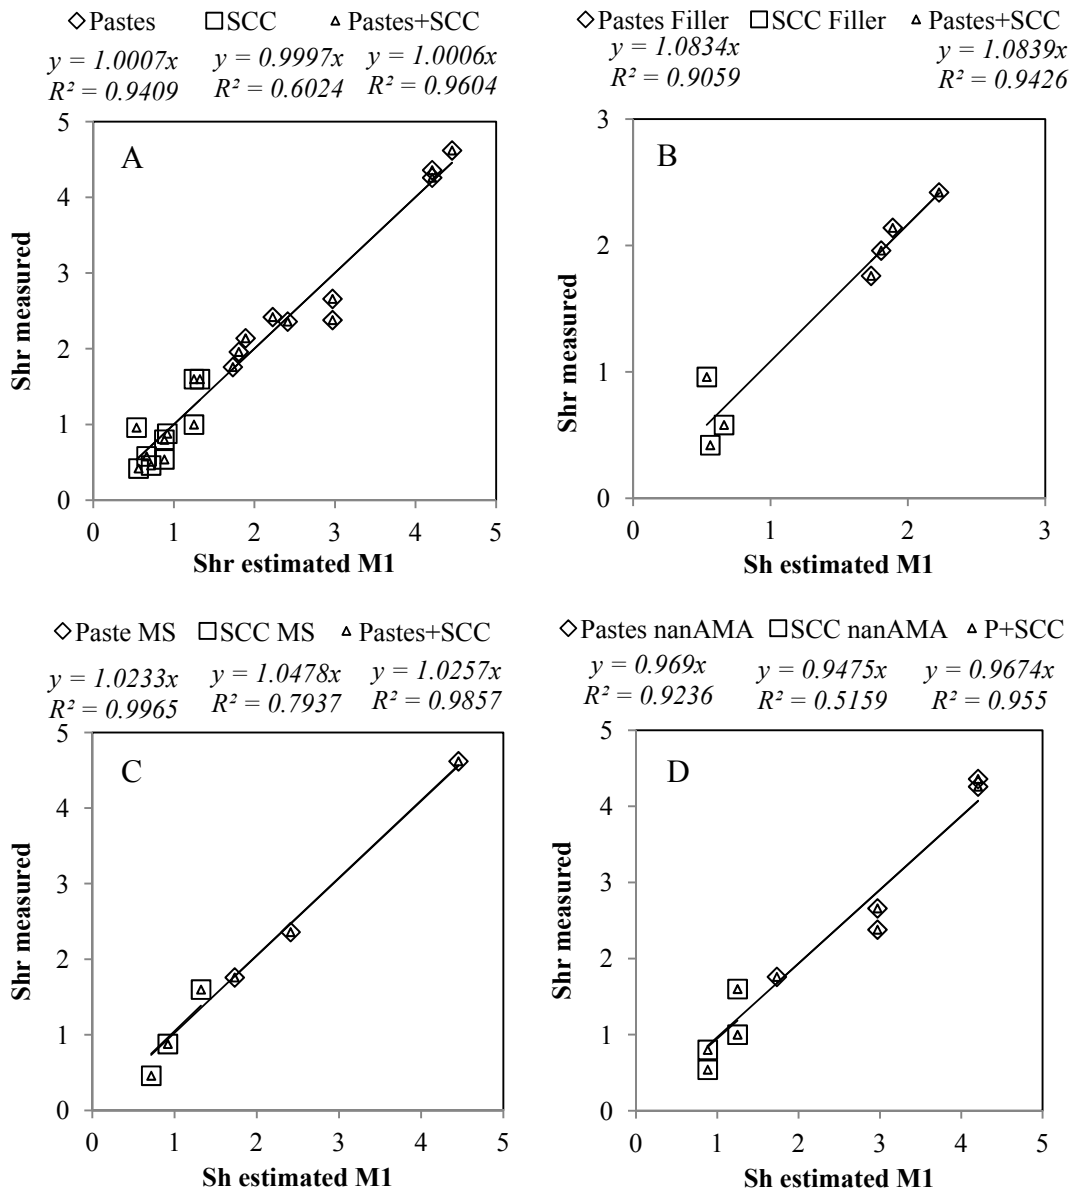 Pastes SCC Pastes+SCC
y = 1.0007x y = 0.9997x y = 1.0006x
R² = 0.9409 R² = 0.6024 R² = 0.9604
A
5
4
3
2
1
0
0 1 2 3 4 5
Shr measured
Shr estimated M1
Pastes Filler SCC Filler Pastes+SCC
y = 1.0834x y = 1.0839x
R² = 0.9059 R² = 0.9426
B
3
2
1
0
0 1 2 3
Shr measured
Sh estimated M1
Paste MS SCC MS Pastes+SCC
y = 1.0233x y = 1.0478x y = 1.0257x
R² = 0.9965 R² = 0.7937 R² = 0.9857
C
5
4
3
2
1
0
0 1 2 3 4 5
Shr measured
Sh estimated M1
Pastes nanAMA SCC nanAMA P+SCC
y = 0.969x y = 0.9475x y = 0.9674x
R² = 0.9236 R² = 0.5159 R² = 0.955
D
5
4
3
2
1
0
0 1 2 3 4 5
Shr measured
Sh estimated M1